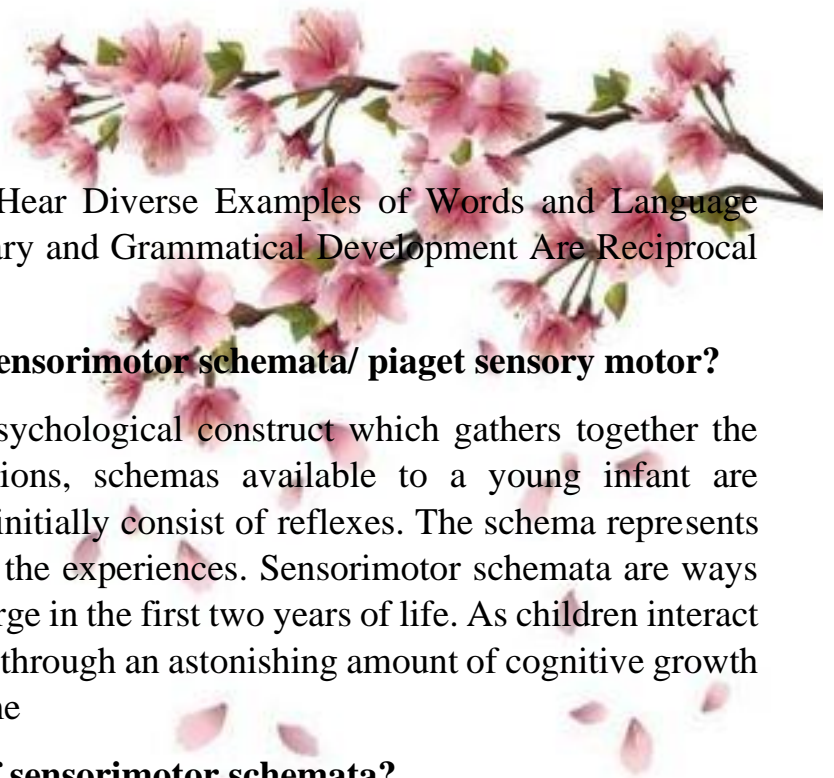 Hear Diverse Examples of Words and Language
ary and Grammatical Development Are Reciprocal
ensorimotor schemata/ piaget sensory motor?
sychological construct which gathers together the
ions, schemas available to a young infant are
initially consist of reflexes. The schema represents
the experiences. Sensorimotor schemata are ways
rge in the first two years of life. As children interact
through an astonishing amount of cognitive growth
ne
f sensorimotor schemata?